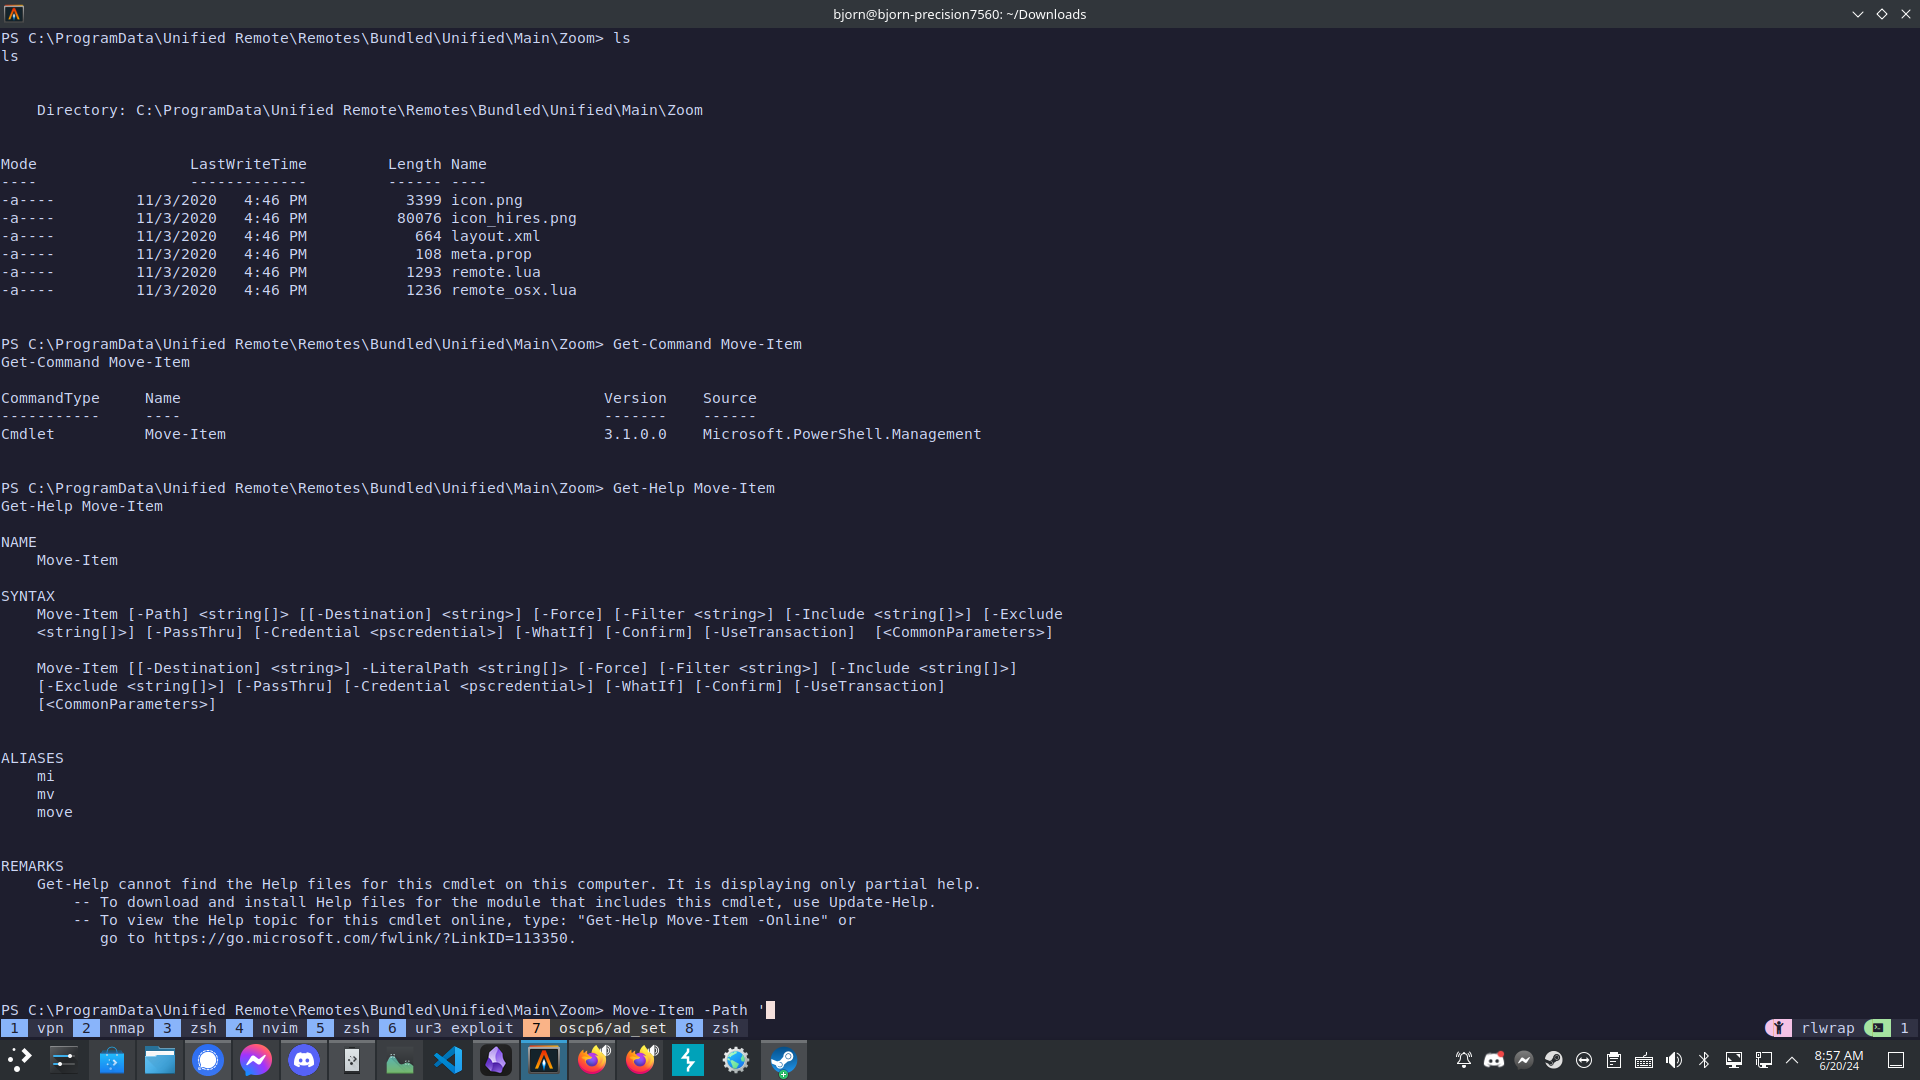 bjorn@bjorn-precision7560: ~/Downloads
PS C:\ProgramData\Unified Remote\Remotes\Bundled\Unified\Main\Zoom> ls
ls
Directory: C:\ProgramData\Unified Remote\Remotes\Bundled\Unified\Main\Zoom
Mode                 LastWriteTime         Length Name
----                 -------------         ------ ----
-a----         11/3/2020   4:46 PM           3399 icon.png
-a----         11/3/2020   4:46 PM          80076 icon_hires.png
-a----         11/3/2020   4:46 PM            664 layout.xml
-a----         11/3/2020   4:46 PM            108 meta.prop
-a----         11/3/2020   4:46 PM           1293 remote.lua
-a----         11/3/2020   4:46 PM           1236 remote_osx.lua
PS C:\ProgramData\Unified Remote\Remotes\Bundled\Unified\Main\Zoom> Get-Command Move-Item
Get-Command Move-Item
CommandType     Name                                               Version    Source
-----------     ----                                               -------    ------
Cmdlet          Move-Item                                          3.1.0.0    Microsoft.PowerShell.Management
PS C:\ProgramData\Unified Remote\Remotes\Bundled\Unified\Main\Zoom> Get-Help Move-Item
Get-Help Move-Item
NAME
Move-Item
SYNTAX
Move-Item [-Path] <string[]> [[-Destination] <string>] [-Force] [-Filter <string>] [-Include <string[]>] [-Exclude
<string[]>] [-PassThru] [-Credential <pscredential>] [-WhatIf] [-Confirm] [-UseTransaction]  [<CommonParameters>]
Move-Item [[-Destination] <string>] -LiteralPath <string[]> [-Force] [-Filter <string>] [-Include <string[]>]
[-Exclude <string[]>] [-PassThru] [-Credential <pscredential>] [-WhatIf] [-Confirm] [-UseTransaction]
[<CommonParameters>]
ALIASES
mi
mv
move
REMARKS
Get-Help cannot find the Help files for this cmdlet on this computer. It is displaying only partial help.
-- To download and install Help files for the module that includes this cmdlet, use Update-Help.
-- To view the Help topic for this cmdlet online, type: "Get-Help Move-Item -Online" or
go to https://go.microsoft.com/fwlink/?LinkID=113350.
PS C:\ProgramData\Unified Remote\Remotes\Bundled\Unified\Main\Zoom> Move-Item -Path '
1 vpn 2 nmap 3 zsh 4 nvim 5 zsh 6 ur3 exploit 7 oscp6/ad_set 8 zsh rlwrap 1
8:57 AM
6/20/24